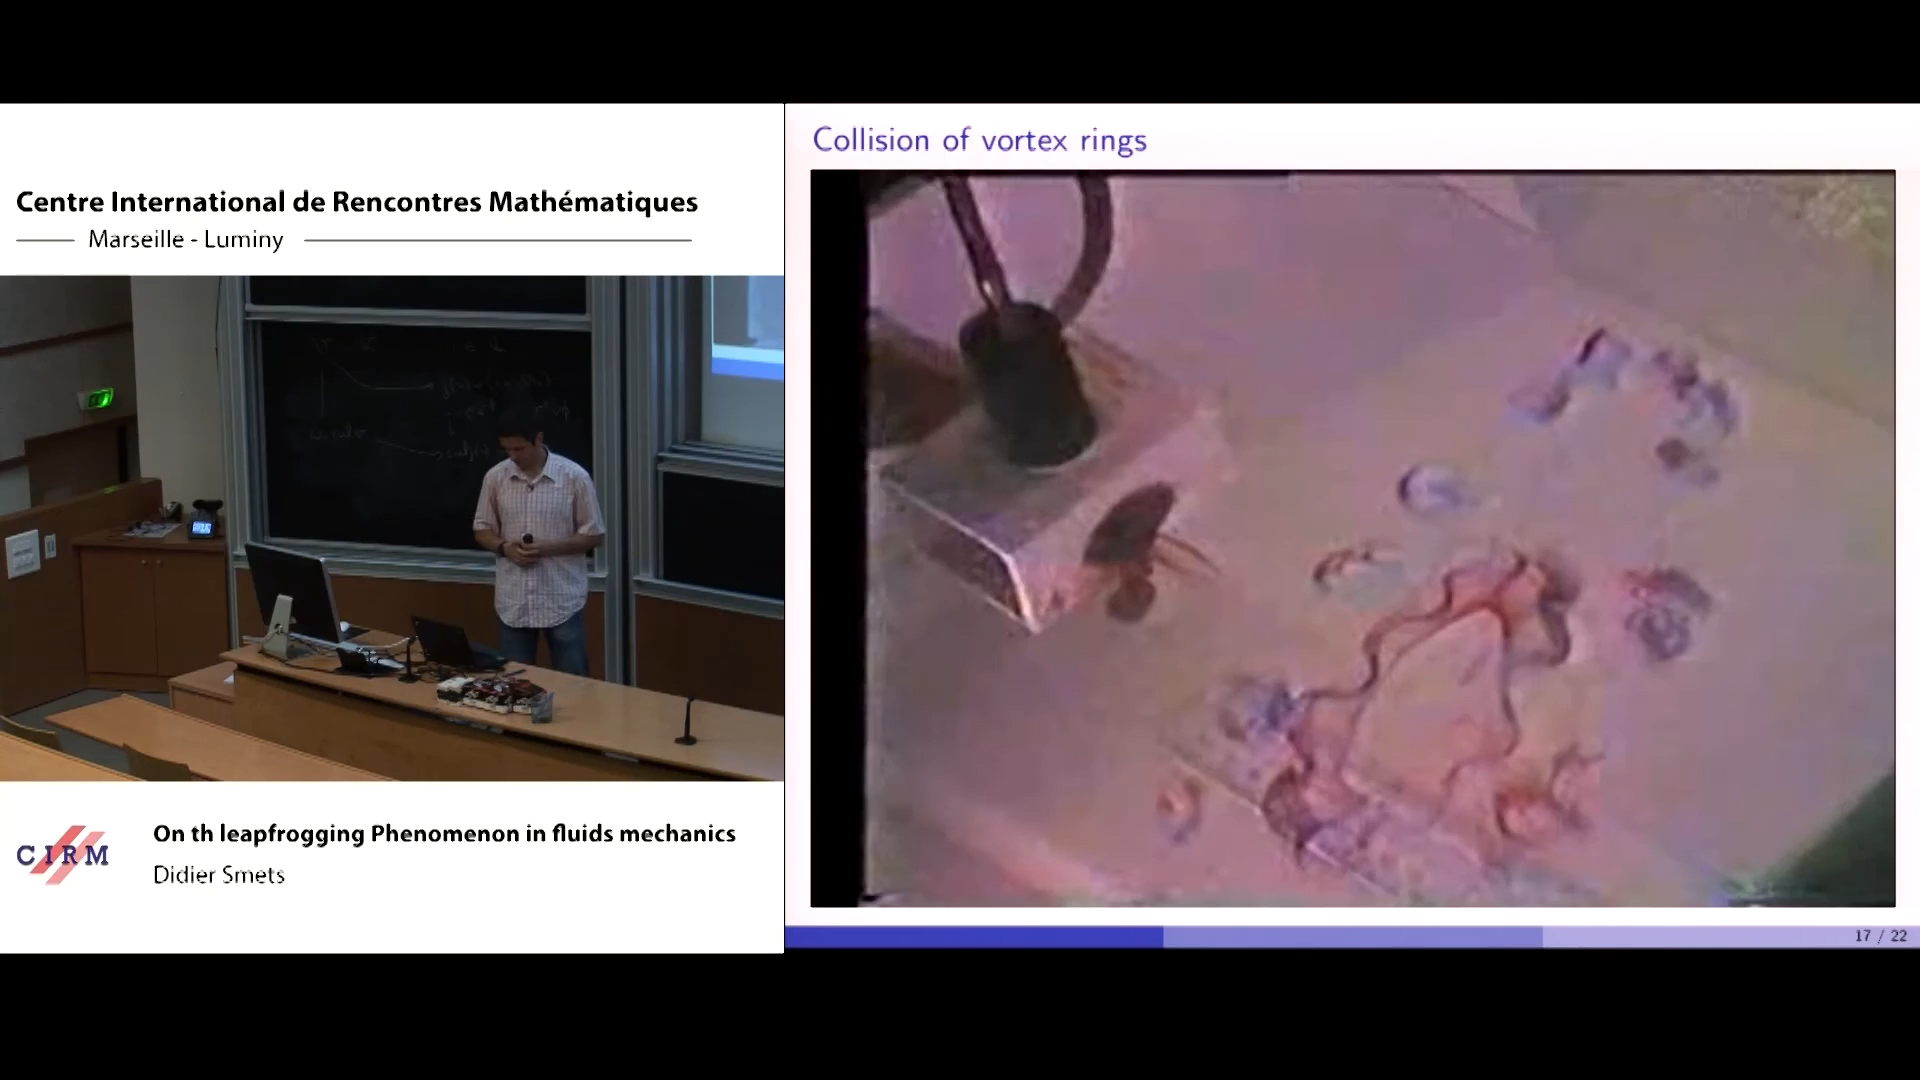 Centre International de Rencontres Mathématiques
Marseille - Luminy
Collision of vortex rings
CIRM
On th leapfrogging Phenomenon in fluids mechanics
Didier Smets
17 / 22